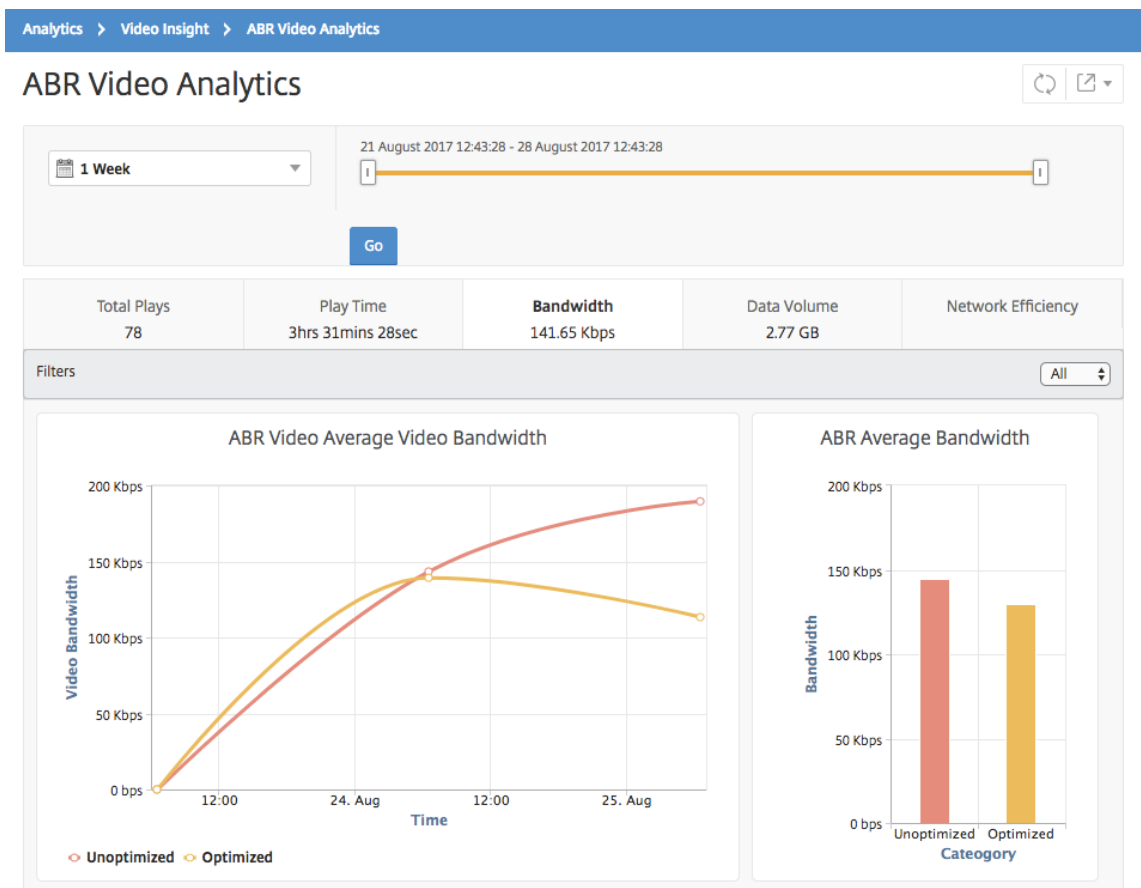 Analytics > Video Insight > ABR Video Analytics
ABR Video Analytics
21 August 2017 12:43:28 - 28 August 2017 12:43:28
1 Week
Go
Total Plays Play Time Bandwidth Data Volume Network Efficiency
78 3hrs 31mins 28sec 141.65 Kbps 2.77 GB
Filters All
ABR Video Average Video Bandwidth
200 Kbps
150 Kbps
100 Kbps
50 Kbps
0 bps
Video Bandwidth
12:00 24. Aug 12:00 25. Aug
Time
Unoptimized Optimized
ABR Average Bandwidth
200 Kbps
150 Kbps
100 Kbps
50 Kbps
0 bps
Bandwidth
Unoptimized Optimized
Cateogory